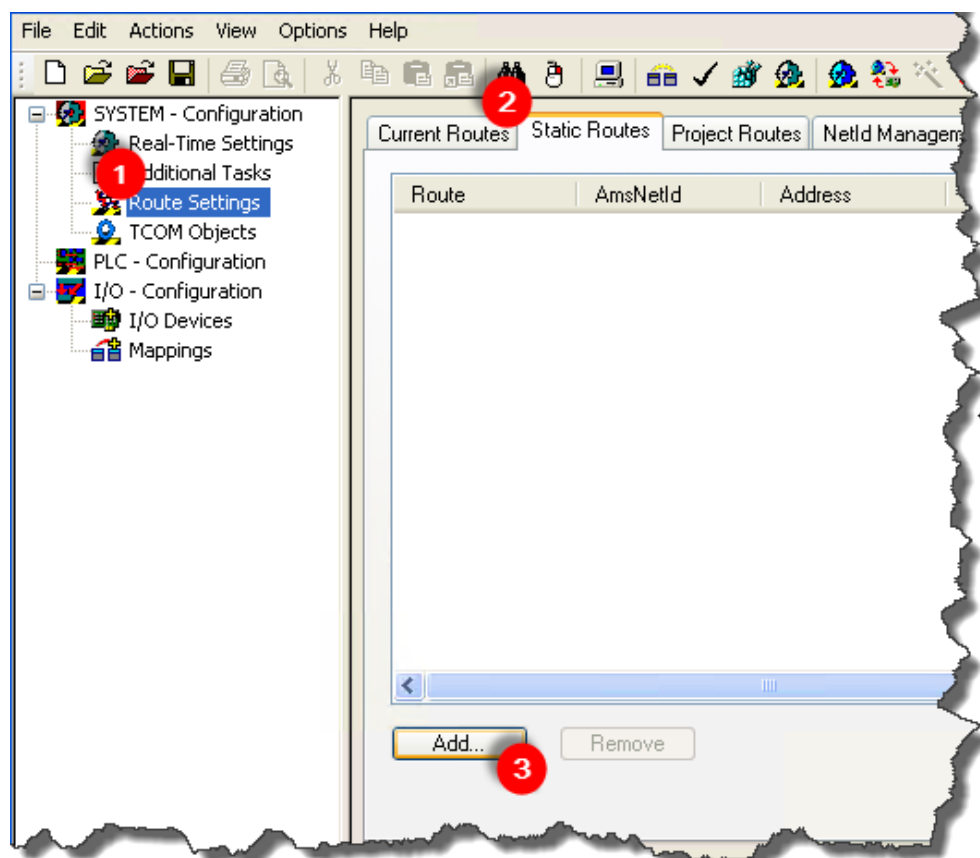 File Edit Actions View Options Help
2
SYSTEM - Configuration
Real-Time Settings
1
dditional Tasks
Route Settings
TCOM Objects
PLC - Configuration
I/O - Configuration
I/O Devices
Mappings
Current Routes Static Routes Project Routes NetId Managem
Route AmsNetId Address
Add... Remove
3